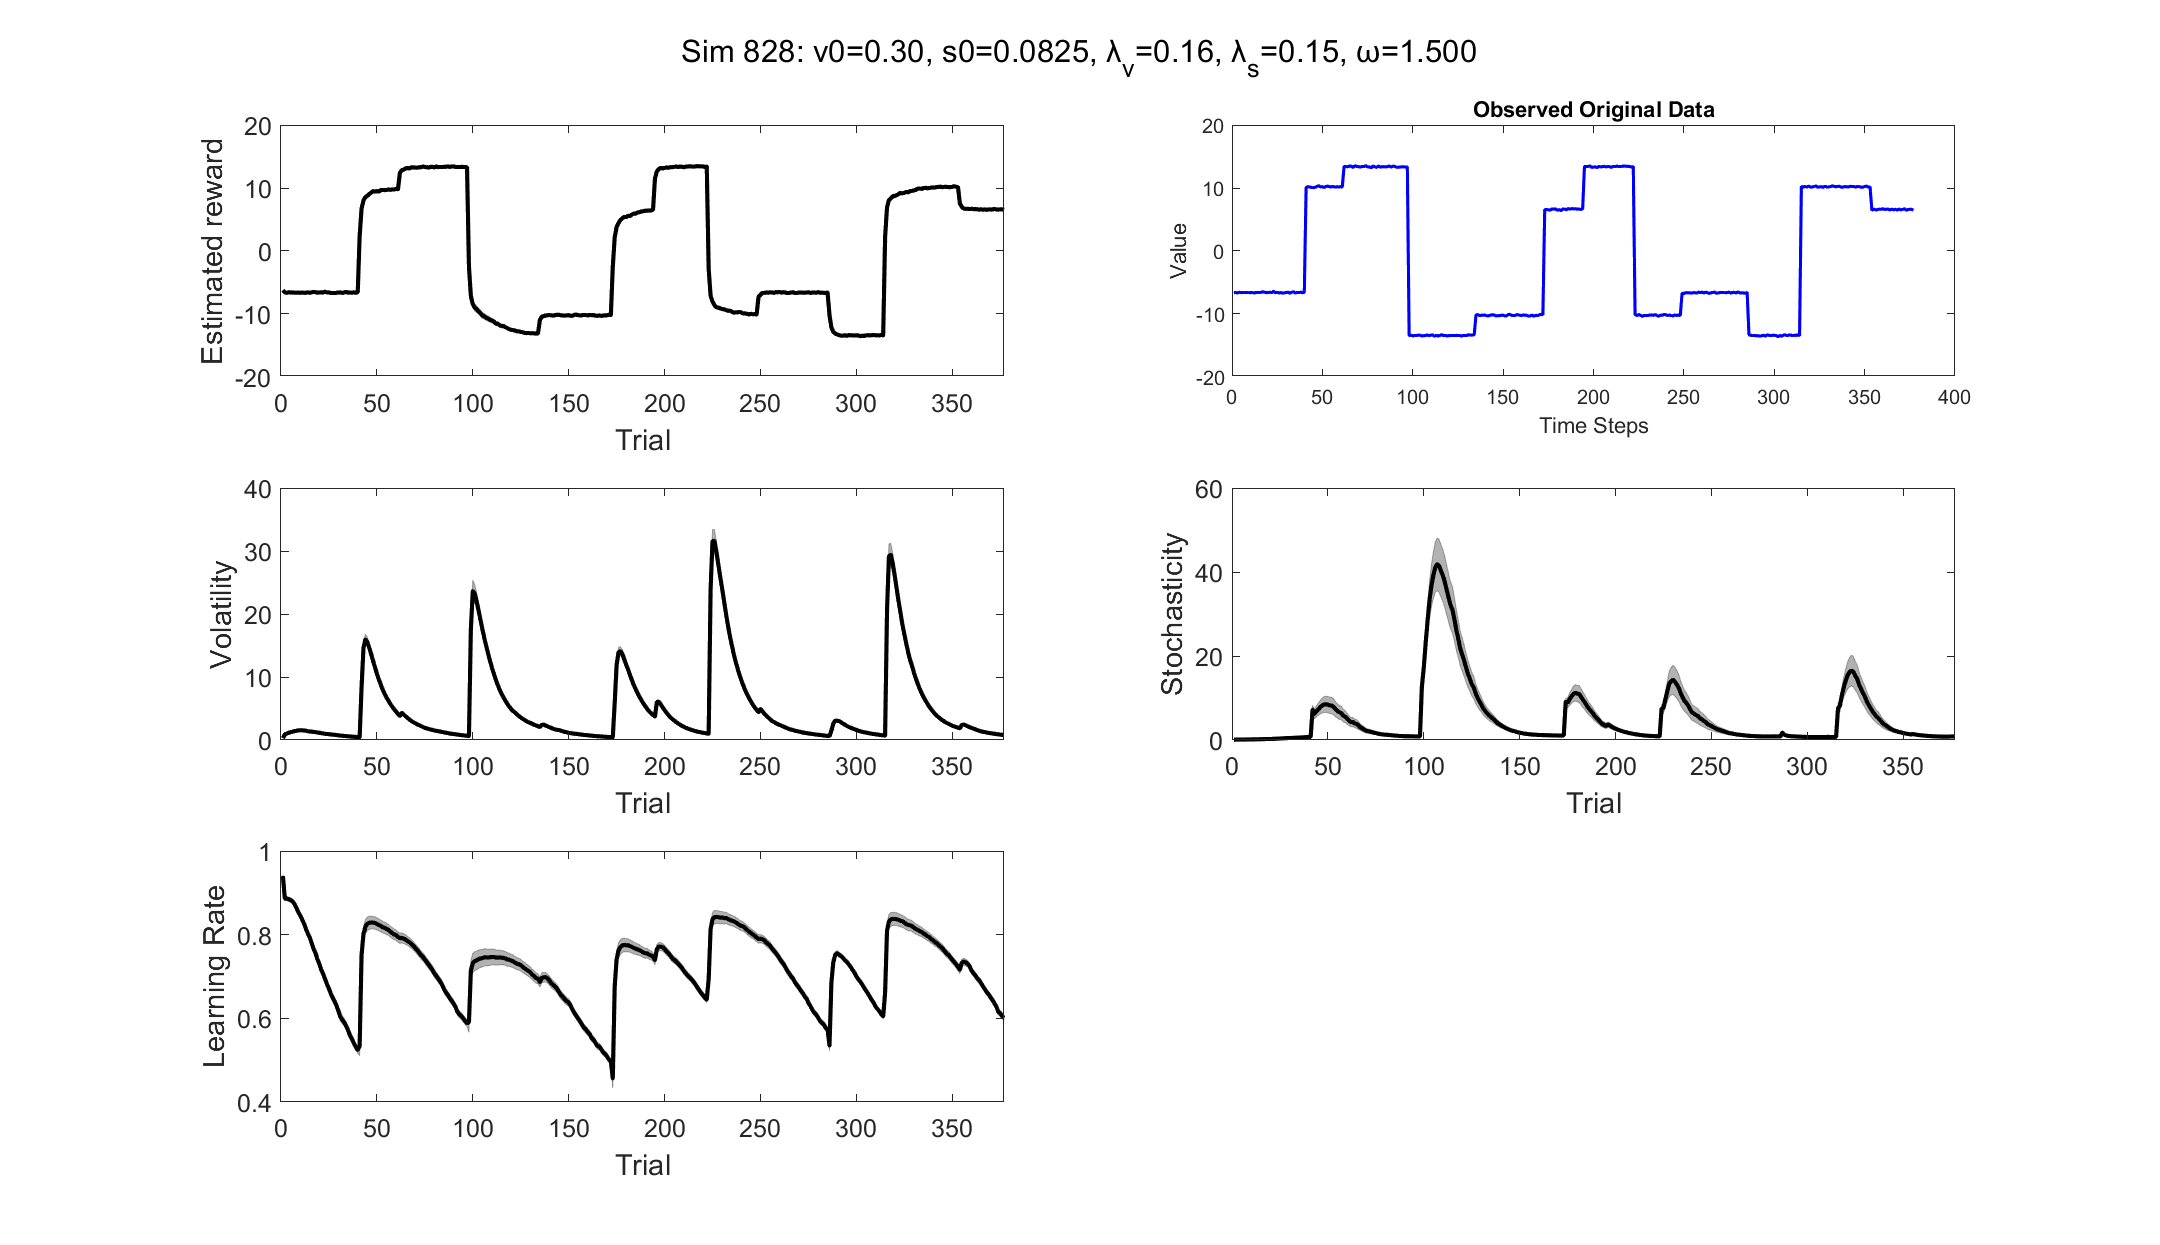 Sim 828: v0=0.30, s0=0.0825, λv=0.16, λs=0.15, ω=1.500
Estimated reward
20
10
0
-10
-20
0 50 100 150 200 250 300 350
Trial
Observed Original Data
Value
20
10
0
-10
-20
0 50 100 150 200 250 300 350 400
Time Steps
Volatility
40
30
20
10
0
0 50 100 150 200 250 300 350
Trial
Stochasticity
60
40
20
0
0 50 100 150 200 250 300 350
Trial
Learning Rate
1
0.8
0.6
0.4
0 50 100 150 200 250 300 350
Trial